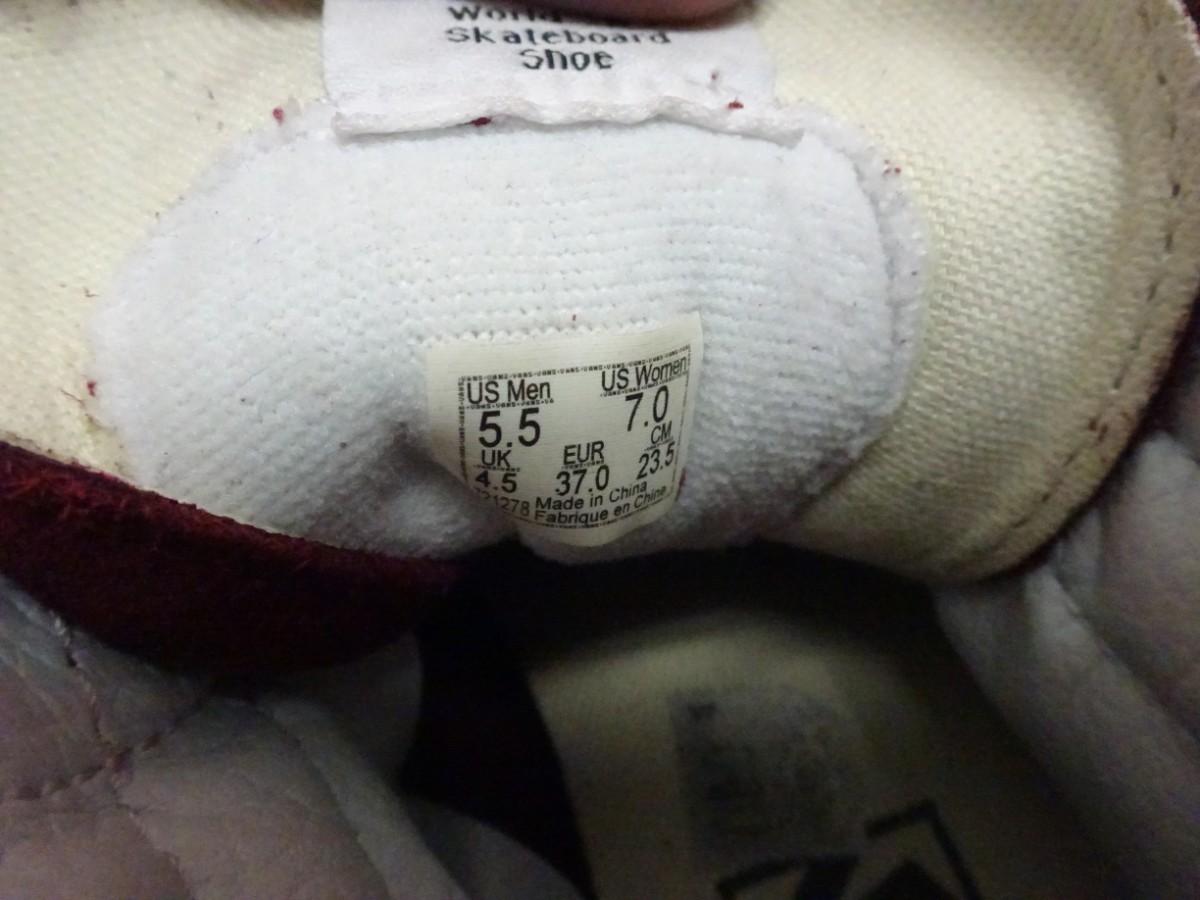 Skateboard
Shoe
US Men US Women
5.5 7.0
UK EUR CM
4.5 37.0 23.5
Made in China
Fabrique en Chine